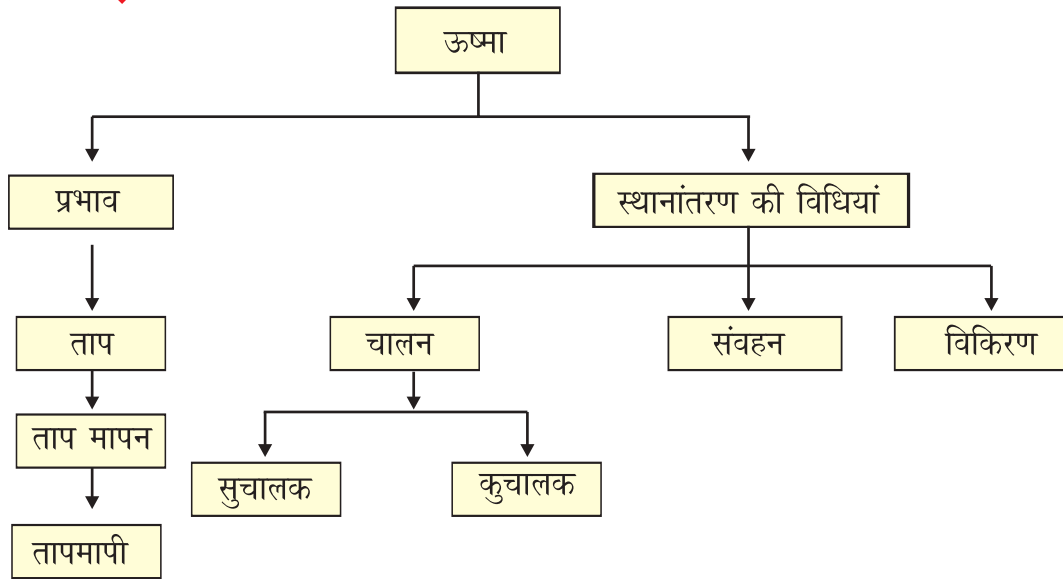 ऊष्मा
प्रभाव
स्थानांतरण की विधियां
ताप
चालन
संवहन
विकिरण
ताप मापन
सुचालक
कुचालक
तापमापी